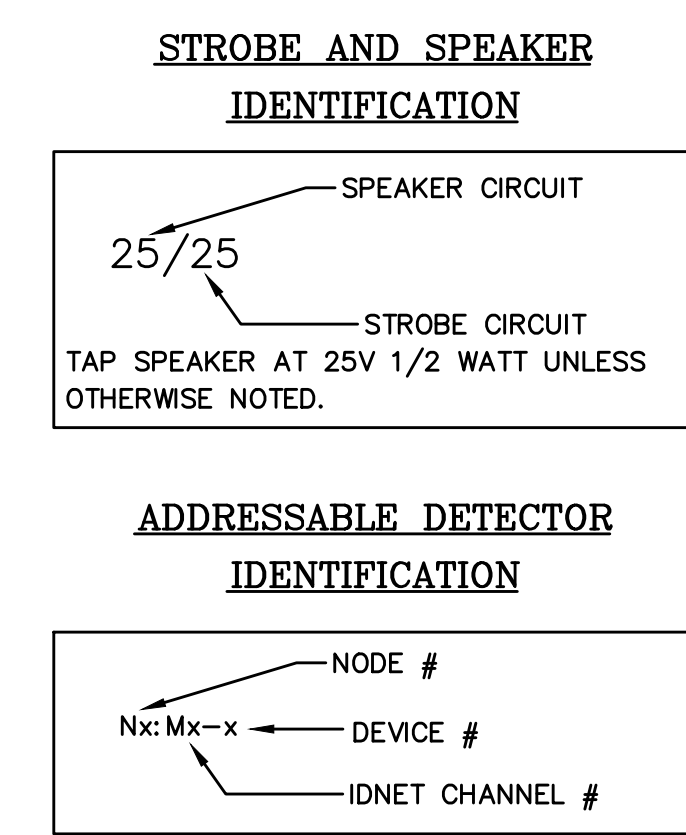 STROBE AND SPEAKER
IDENTIFICATION
SPEAKER CIRCUIT
25/25
STROBE CIRCUIT
TAP SPEAKER AT 25V 1/2 WATT UNLESS
OTHERWISE NOTED.
ADDRESSABLE DETECTOR
IDENTIFICATION
NODE #
Nx:Mx-x
DEVICE #
IDNET CHANNEL #